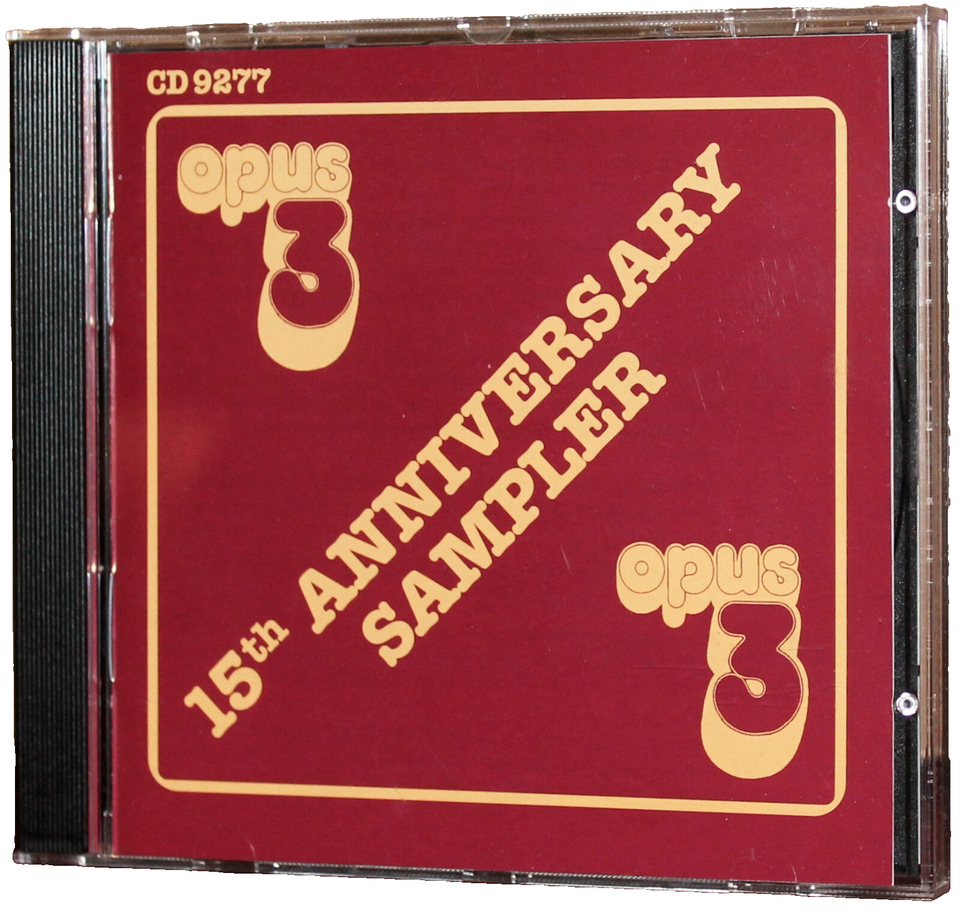 CD 9277
opus
3
15th ANNIVERSARY
SAMPLER
opus
3